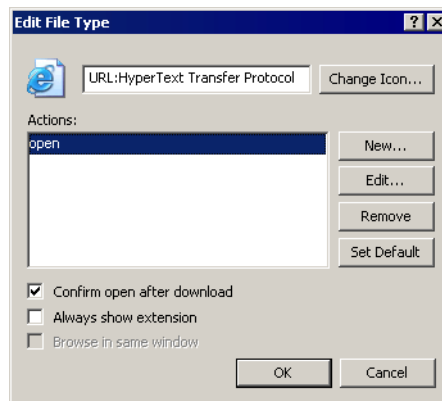 Edit File Type
URL:HyperText Transfer Protocol
Change Icon...
Actions:
open
New...
Edit...
Remove
Set Default
Confirm open after download
Always show extension
Browse in same window
OK
Cancel